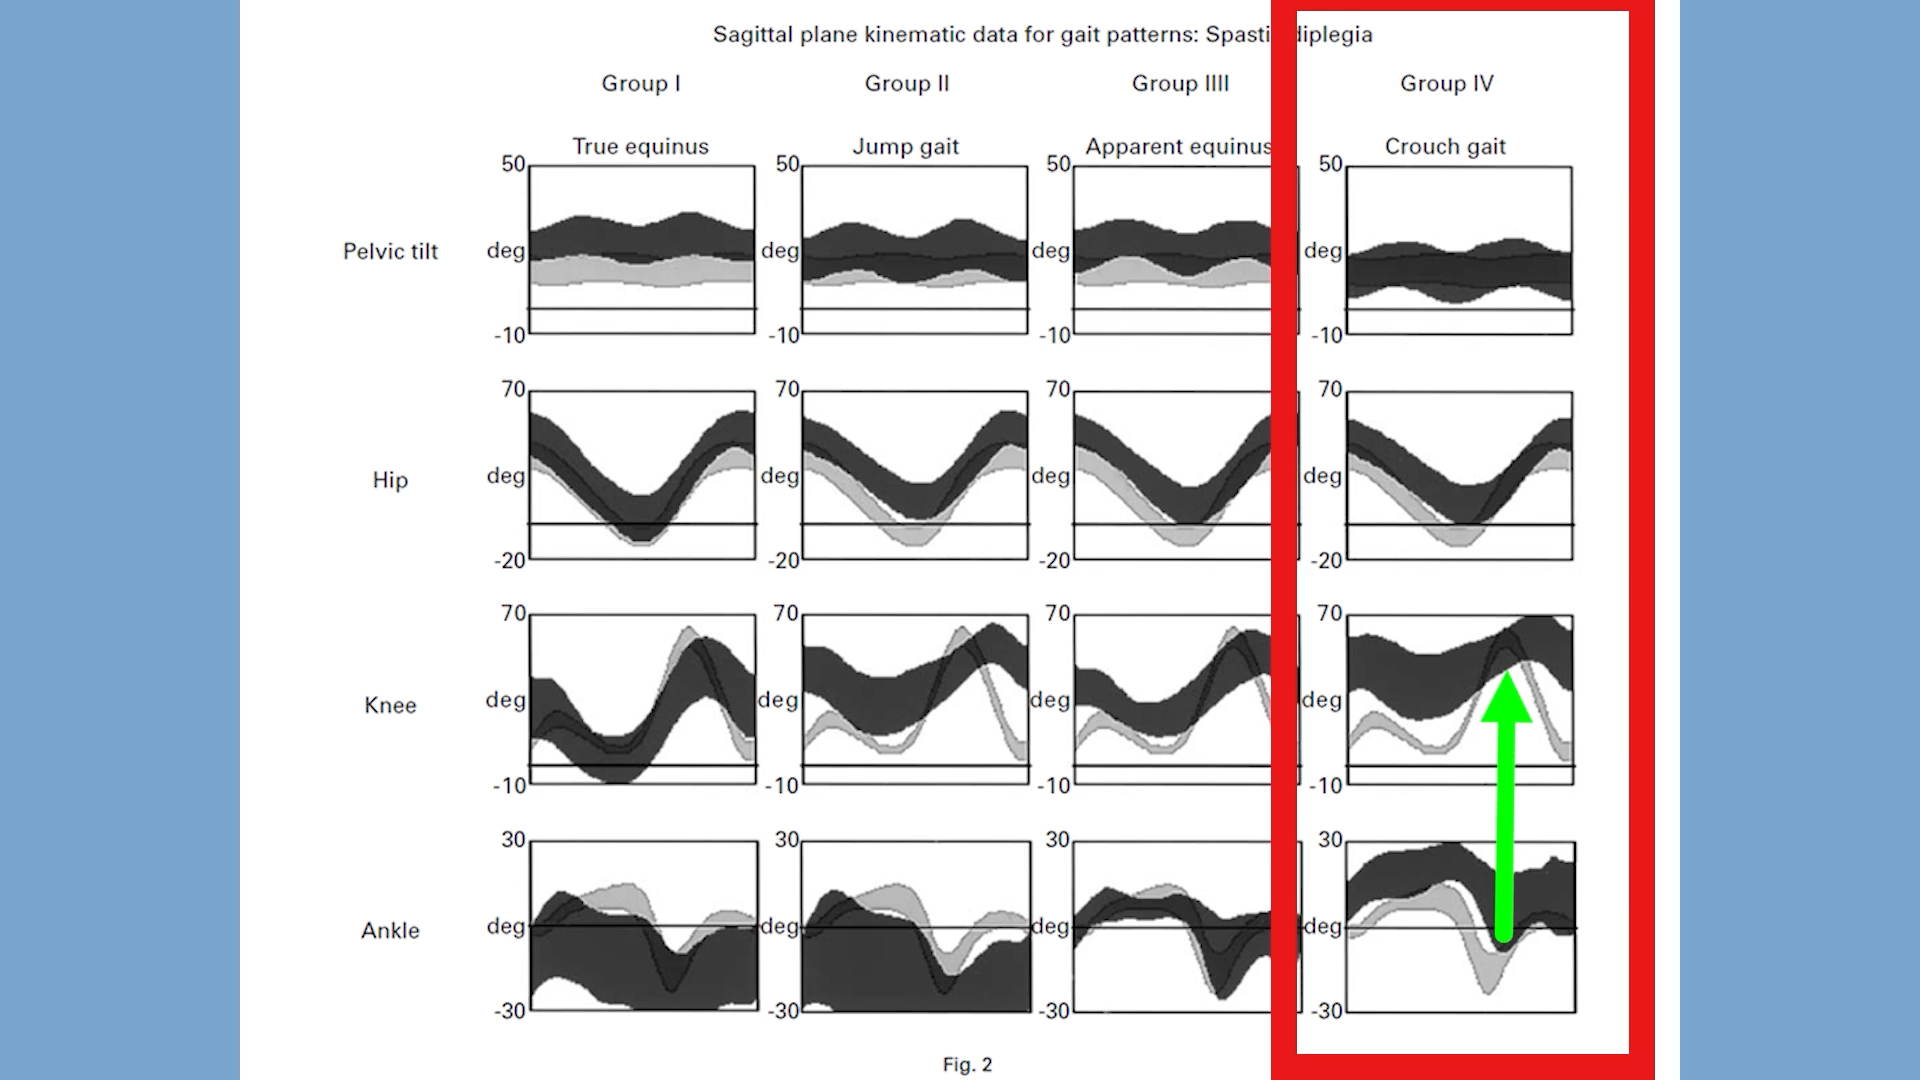 Sagittal plane kinematic data for gait patterns: Spasti diplegia
Group I Group II Group IIII Group IV
True equinus Jump gait Apparent equinus Crouch gait
50 50 50 50
Pelvic tilt deg deg deg deg
-10 -10 -10 -10
70 70 70 70
Hip deg deg deg deg
-20 -20 -20 -20
70 70 70 70
Knee deg deg deg deg
-10 -10 -10 -10
30 30 30 30
Ankle deg deg deg deg
-30 -30 -30 -30
Fig. 2